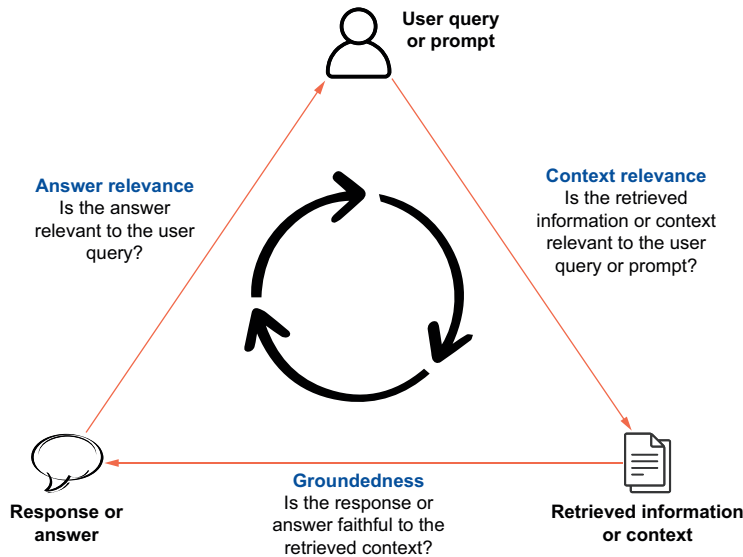 User query
or prompt
Answer relevance
Is the answer
relevant to the user
query?
Context relevance
Is the retrieved
information or context
relevant to the user
query or prompt?
Response or
answer
Groundedness
Is the response or
answer faithful to the
retrieved context?
Retrieved information
or context